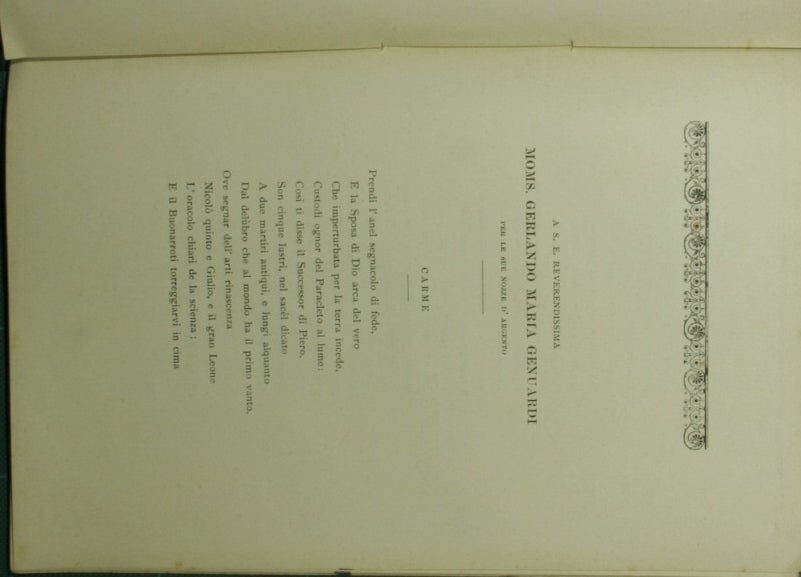 A S. E. REVERENDISSIMA
MOMS. GERLANDO MARIA GENUARDI
PER LE SUE NOZZE D' ARGENTO
CARME
Prendi l' anel segnacolo di fede,
E la Sposa di Dio arca del vero
Che imperturbata per la terra incede,
Custodi ognor del Paracleto al lume:
Così ti disse il Successor di Piero,
Son cinque lustri, nel sacèl dicato
A due martiri antiqui, e lungi alquanto
Dal delùbro che al mondo ha il primo vanto,
Ove segnar dell' arti rinascenza
Nicolò quinto e Giulio, e il gran Leone
L' oracolo chiarì de la scienza;
E il Buonarroti torreggiarvi in cima